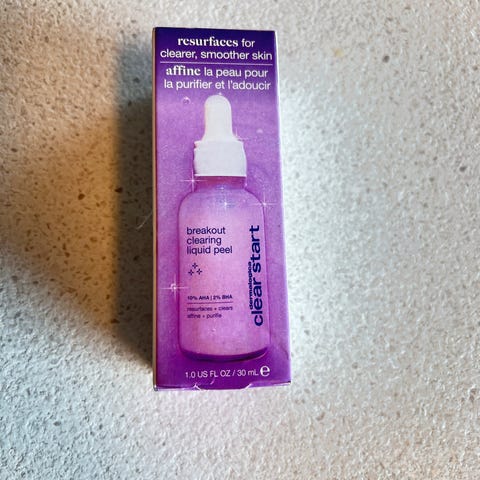 resurfaces for
clearer, smoother skin
affine la peau pour
la purifier et l'adoucir
breakout
clearing
liquid peel
10% AHA | 2% BHA
resurfaces + clears
affine + purifie
dermalogica
clear start
1.0 US FL OZ / 30 mL e